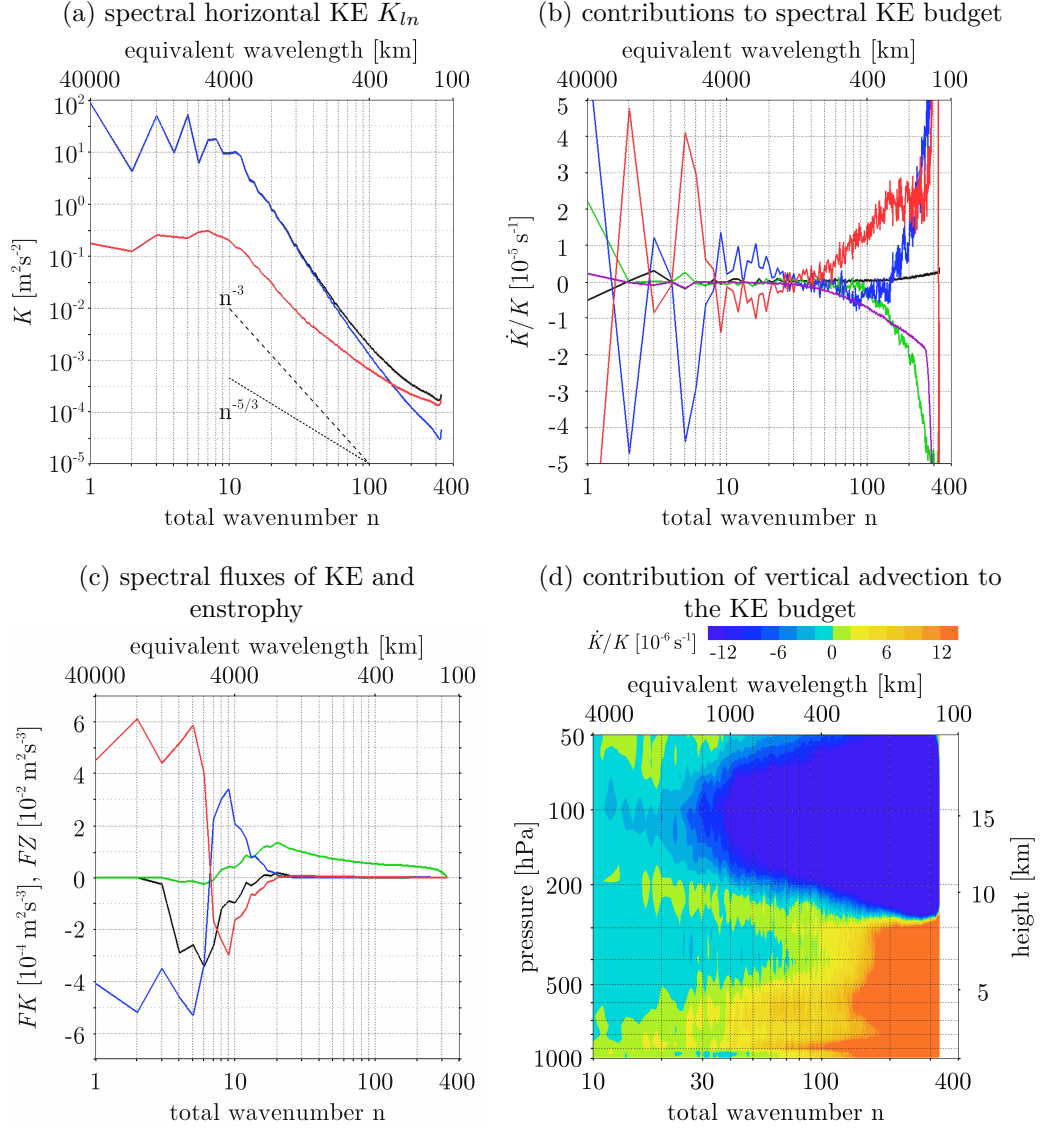 (a) spectral horizontal KE K_{ln}
equivalent wavelength [km]
40000 4000 400 100
10^2
10^1
10^0
10^{-1}
10^{-2}
10^{-3}
10^{-4}
10^{-5}
K [m^2s^{-2}]
n^{-3}
n^{-5/3}
1 10 100 400
total wavenumber n
(b) contributions to spectral KE budget
equivalent wavelength [km]
40000 4000 400 100
5
4
3
2
1
0
-1
-2
-3
-4
-5
K̇/K [10^{-5} s^{-1}]
1 10 100 400
total wavenumber n
(c) spectral fluxes of KE and
enstrophy
equivalent wavelength [km]
40000 4000 400 100
6
4
2
0
-2
-4
-6
FK [10^{-4} m^2s^{-3}], FZ [10^{-2} m^2s^{-3}]
1 10 100 400
total wavenumber n
(d) contribution of vertical advection to
the KE budget
K̇/K [10^{-6} s^{-1}]
-12 -6 0 6 12
equivalent wavelength [km]
4000 1000 400 100
50
100
200
500
1000
pressure [hPa]
15
10
5
height [km]
10 30 100 400
total wavenumber n